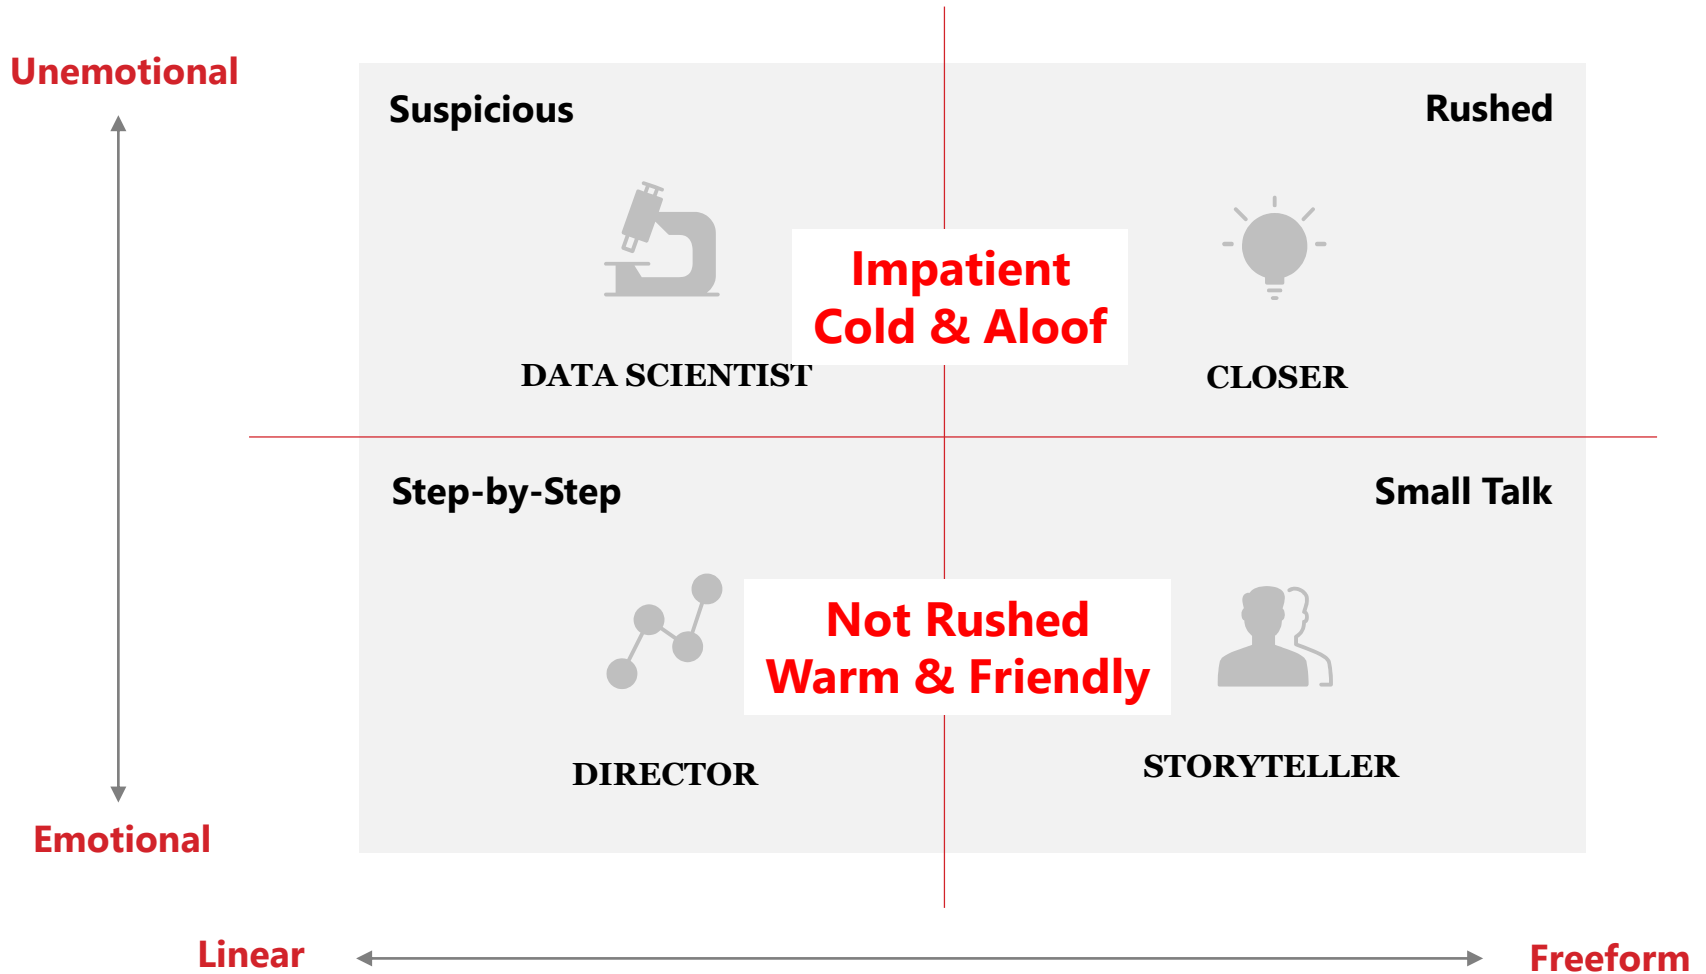 Unemotional
Suspicious
Rushed
Impatient
Cold & Aloof
DATA SCIENTIST
CLOSER
Step-by-Step
Small Talk
Not Rushed
Warm & Friendly
DIRECTOR
STORYTELLER
Emotional
Linear
Freeform